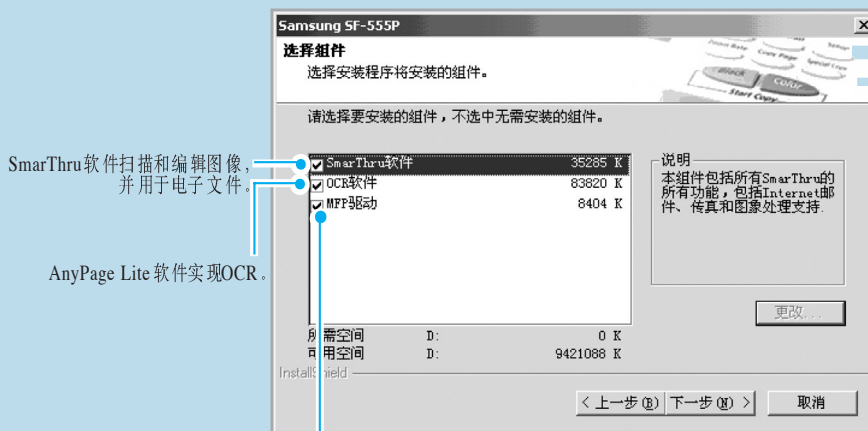 Samsung SF-555P
选择组件
选择安装程序将安装的组件。
Copy Page
Special Copy
Black
Color
Start Copy
请选择要安装的组件，不选中无需安装的组件。
SmarThru软件 35285 K
OCR软件 83820 K
MFP驱动 8404 K
说明
本组件包括所有SmarThru的
所有功能，包括Internet邮
件、传真和图象处理支持.
SmarThru软件扫描和编辑图像，
并用于电子文件。
AnyPage Lite 软件实现OCR。
更改...
所需空间 D: 0 K
可用空间 D: 9421088 K
InstallShield
< 上一步(B) 下一步(N) > 取消